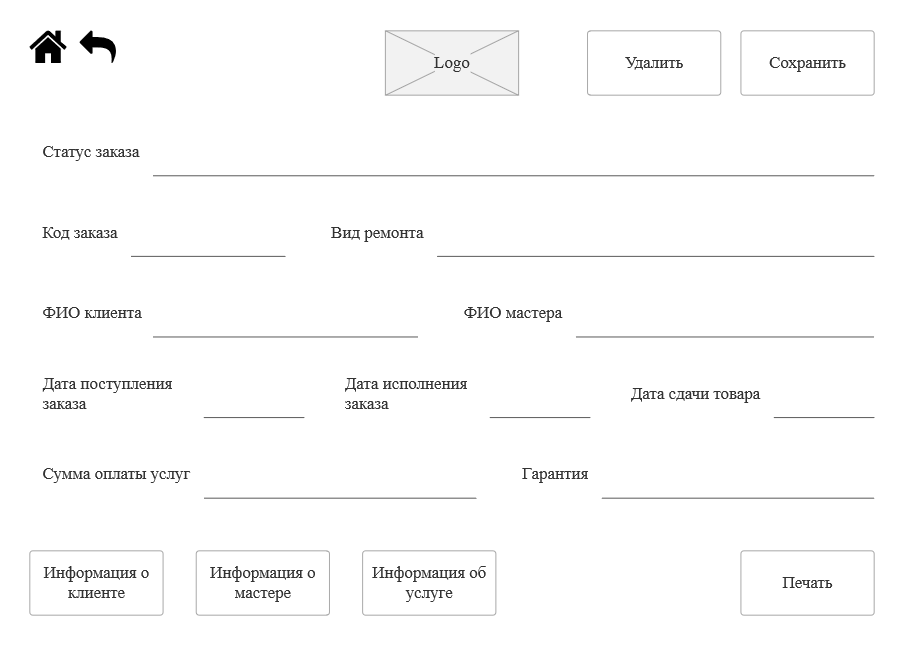 Logo
Удалить
Сохранить
Статус заказа
Код заказа
Вид ремонта
ФИО клиента
ФИО мастера
Дата поступления
заказа
Дата исполнения
заказа
Дата сдачи товара
Сумма оплаты услуг
Гарантия
Информация о
клиенте
Информация о
мастере
Информация об
услуге
Печать